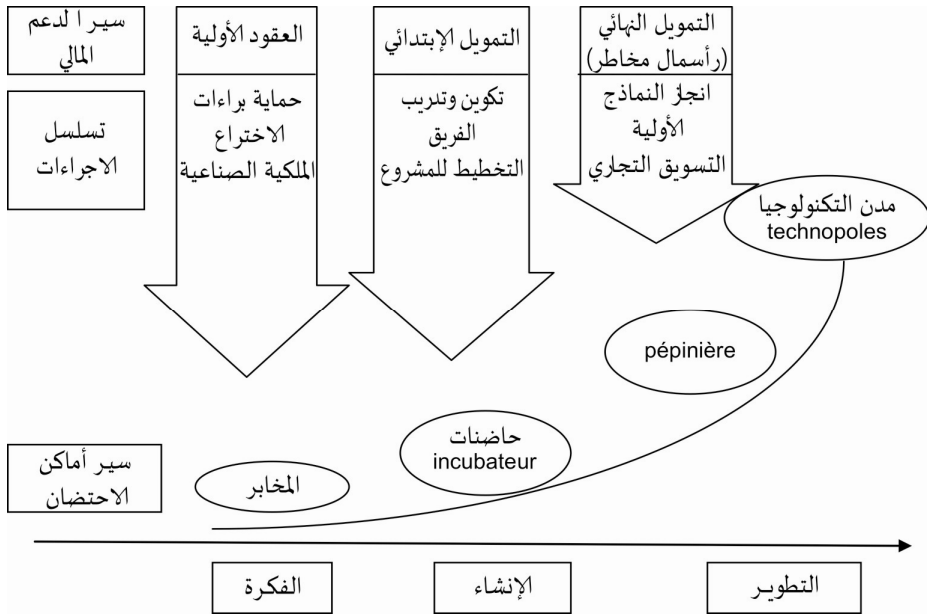 سير الدعم
المالي
العقود الأولية
التمويل الإبتدائي
التمويل النهائي
(رأسمال مخاطر)
تسلسل
الاجراءات
حماية براءات
الاختراع
الملكية الصناعية
تكوين وتدريب
الفريق
التخطيط للمشروع
انجاز النماذج
الأولية
التسويق التجاري
مدن التكنولوجيا
technopoles
pépinière
حاضنات
incubateur
المخابر
سير أماكن
الاحتضان
الفكرة
الإنشاء
التطوير